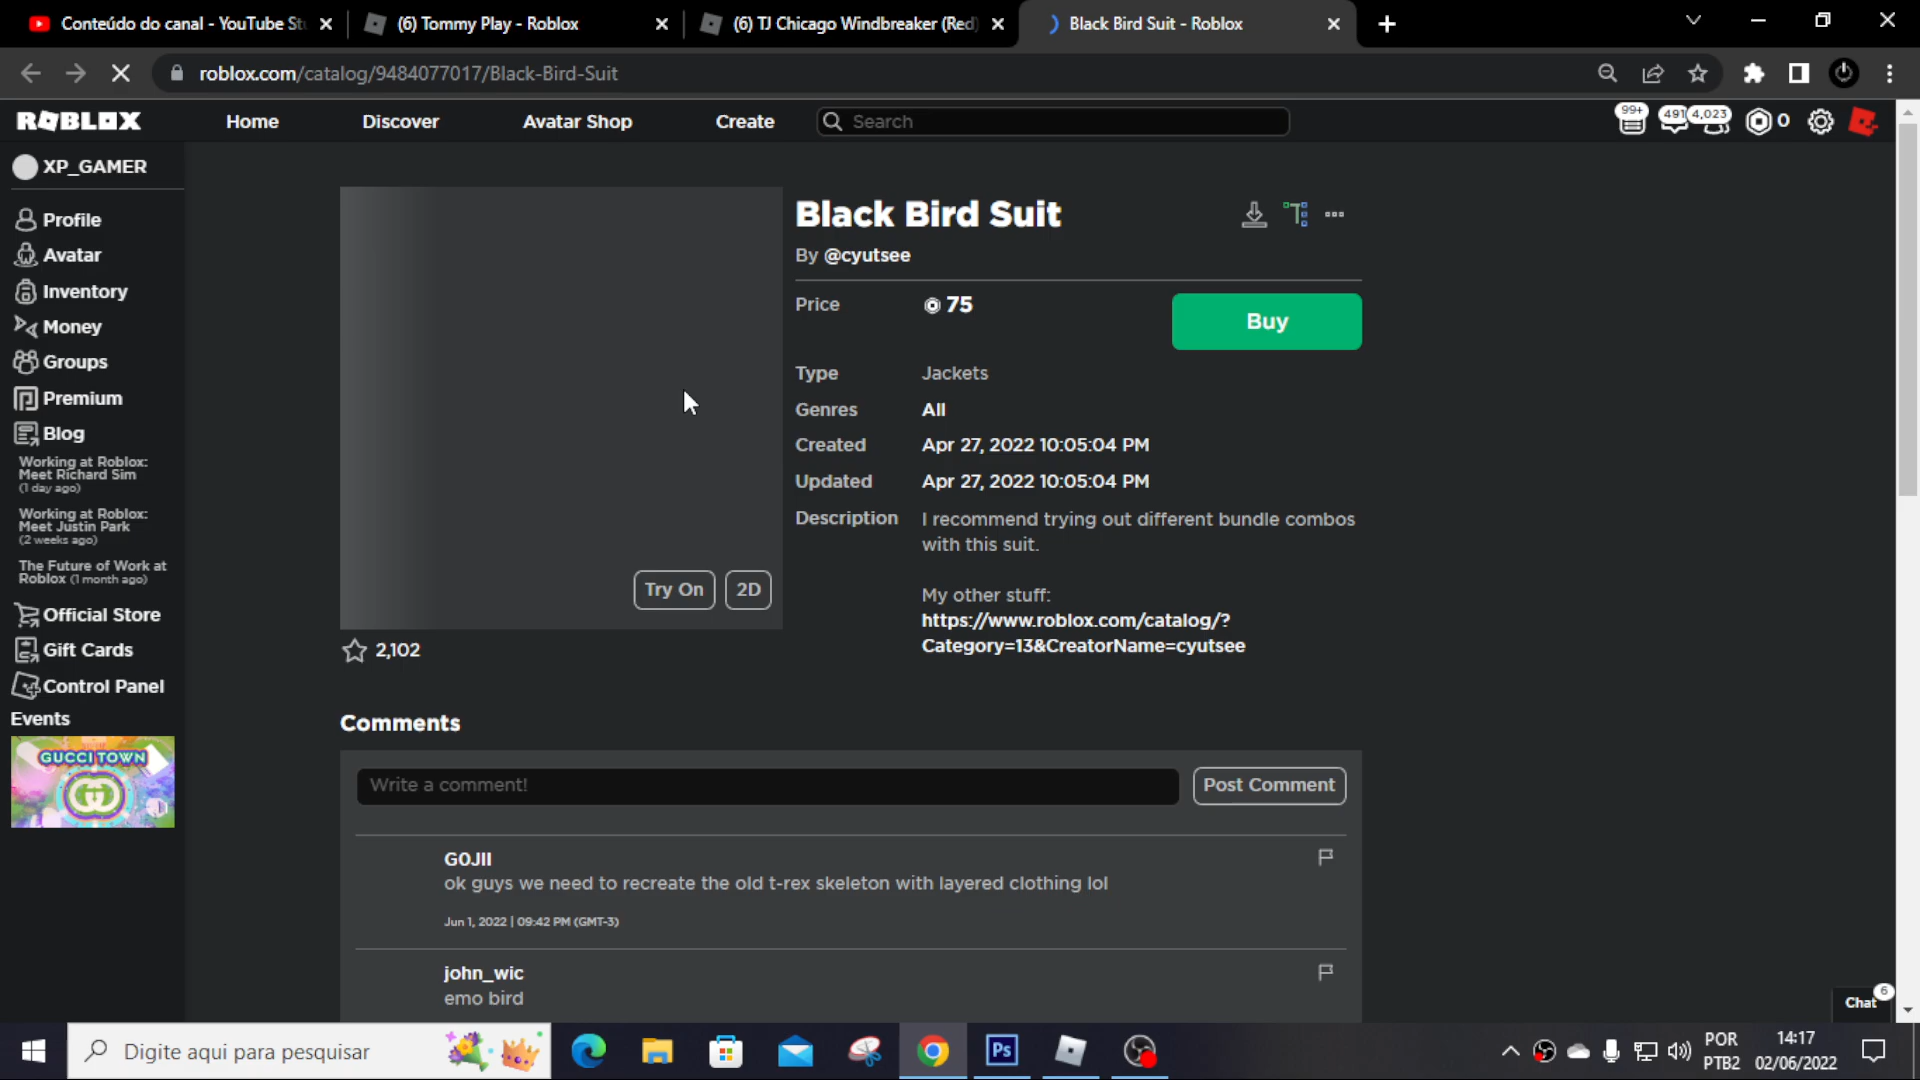 Conteúdo do canal - YouTube St
(6) Tommy Play - Roblox
(6) TJ Chicago Windbreaker (Red)
Black Bird Suit - Roblox
roblox.com/catalog/9484077017/Black-Bird-Suit
ROBLOX
Home
Discover
Avatar Shop
Create
Search
99+
491
4,023
0
XP_GAMER
Profile
Avatar
Inventory
Money
Groups
Premium
Blog
Working at Roblox:
Meet Richard Sim
(1 day ago)
Working at Roblox:
Meet Justin Park
(2 weeks ago)
The Future of Work at
Roblox (1 month ago)
Official Store
Gift Cards
Control Panel
Events
GUCCI TOWN
Try On
2D
2,102
Black Bird Suit
By @cyutsee
Price 75
Buy
Type Jackets
Genres All
Created Apr 27, 2022 10:05:04 PM
Updated Apr 27, 2022 10:05:04 PM
Description I recommend trying out different bundle combos
with this suit.
My other stuff:
https://www.roblox.com/catalog/?
Category=13&CreatorName=cyutsee
Comments
Write a comment!
Post Comment
G0JII
ok guys we need to recreate the old t-rex skeleton with layered clothing lol
Jun 1, 2022 | 09:42 PM (GMT-3)
john_wic
emo bird
Chat
6
Digite aqui para pesquisar
Ps
POR
PTB2
14:17
02/06/2022